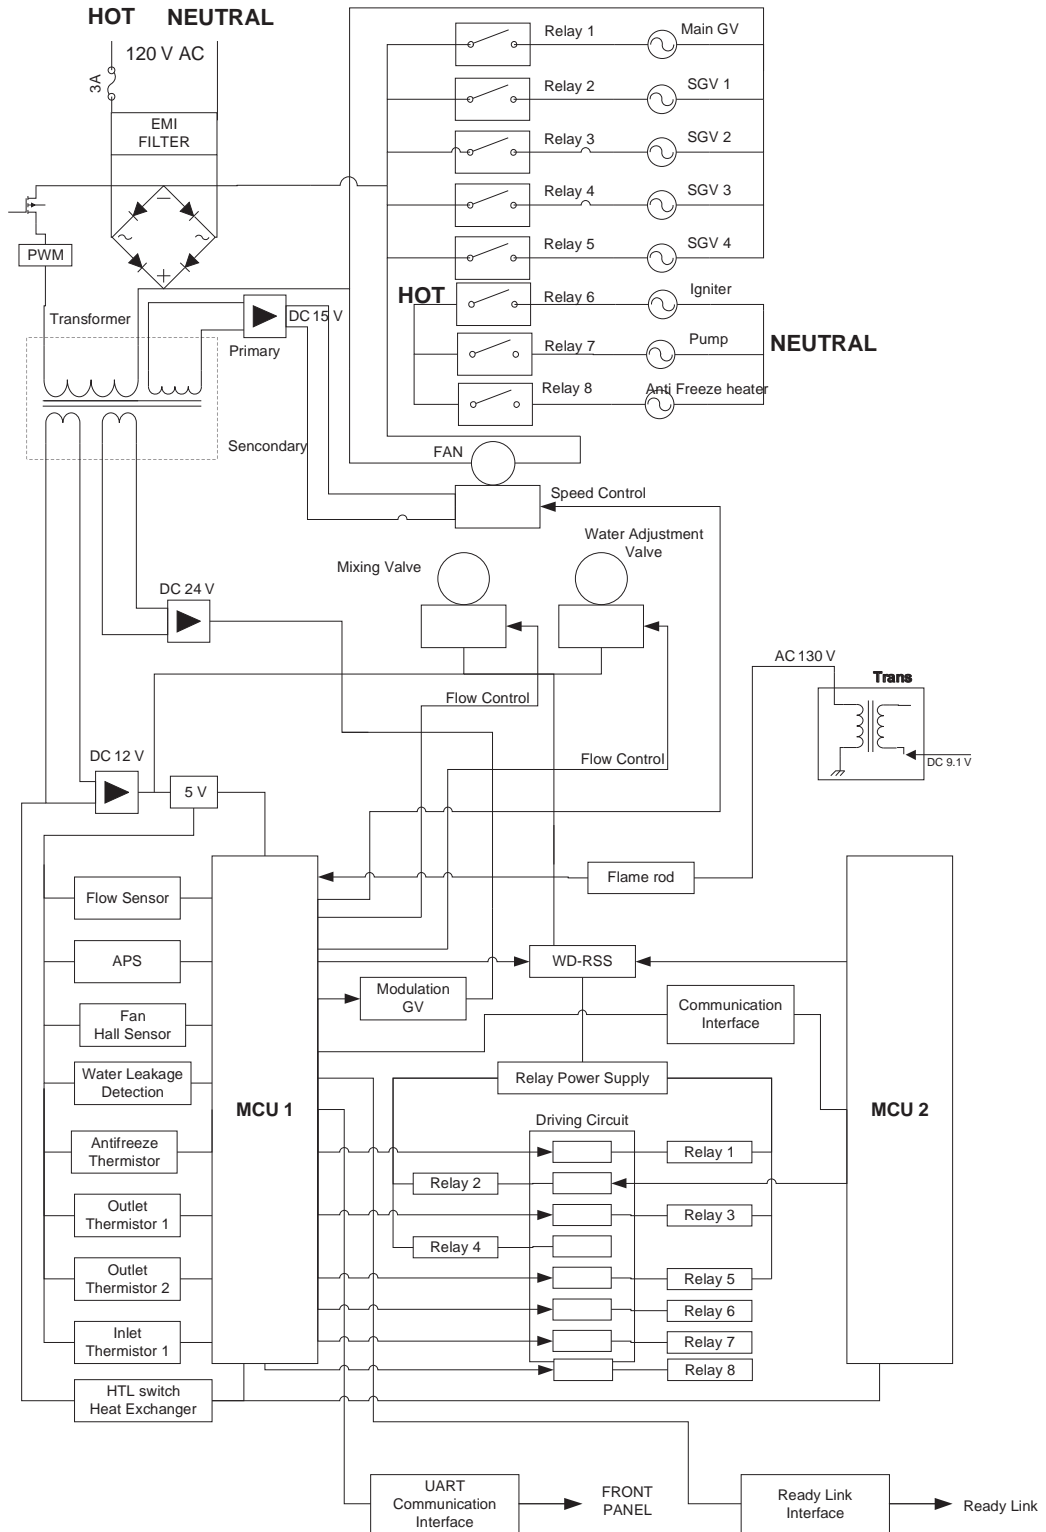 HOT NEUTRAL
120 V AC
3A
EMI
FILTER
PWM
Transformer
DC 15 V
Primary
Sencondary
Relay 1
Main GV
Relay 2
SGV 1
Relay 3
SGV 2
Relay 4
SGV 3
Relay 5
SGV 4
HOT
Relay 6
Igniter
Relay 7
Pump
NEUTRAL
Relay 8
Anti Freeze heater
FAN
Speed Control
Mixing Valve
Water Adjustment
Valve
DC 24 V
Flow Control
Flow Control
AC 130 V
Trans
DC 9.1 V
DC 12 V
5 V
Flow Sensor
APS
Fan
Hall Sensor
Water Leakage
Detection
Antifreeze
Thermistor
Outlet
Thermistor 1
Outlet
Thermistor 2
Inlet
Thermistor 1
HTL switch
Heat Exchanger
MCU 1
Flame rod
WD-RSS
Modulation
GV
Communication
Interface
Relay Power Supply
MCU 2
Driving Circuit
Relay 1
Relay 2
Relay 3
Relay 4
Relay 5
Relay 6
Relay 7
Relay 8
UART
Communication
Interface
FRONT
PANEL
Ready Link
Interface
Ready Link